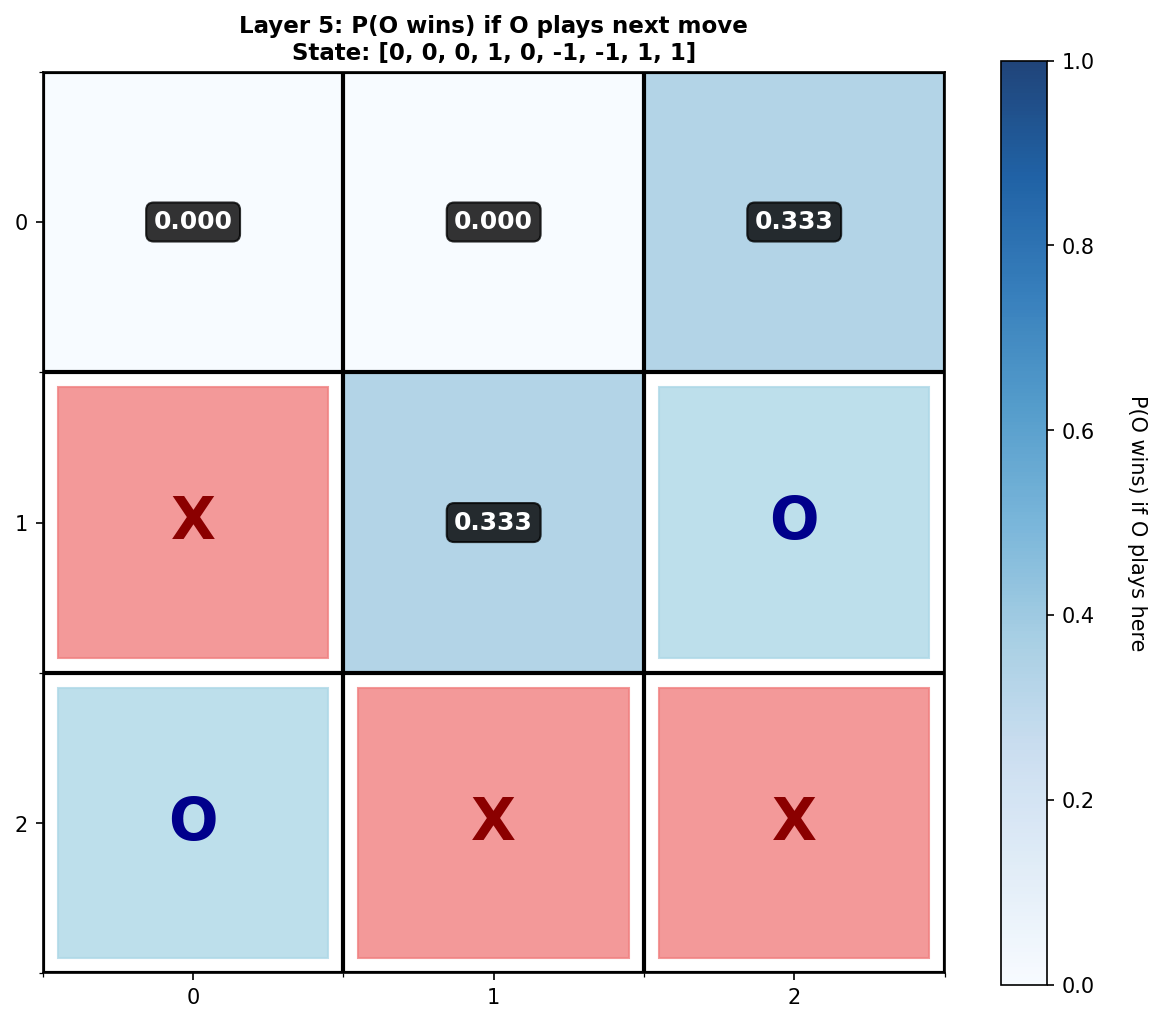 Layer 5: P(O wins) if O plays next move
State: [0, 0, 0, 1, 0, -1, -1, 1, 1]
0.000 0.000 0.333
X 0.333 O
O X X
0
1
2
0 1 2
1.0
0.8
0.6
0.4
0.2
0.0
P(O wins) if O plays here